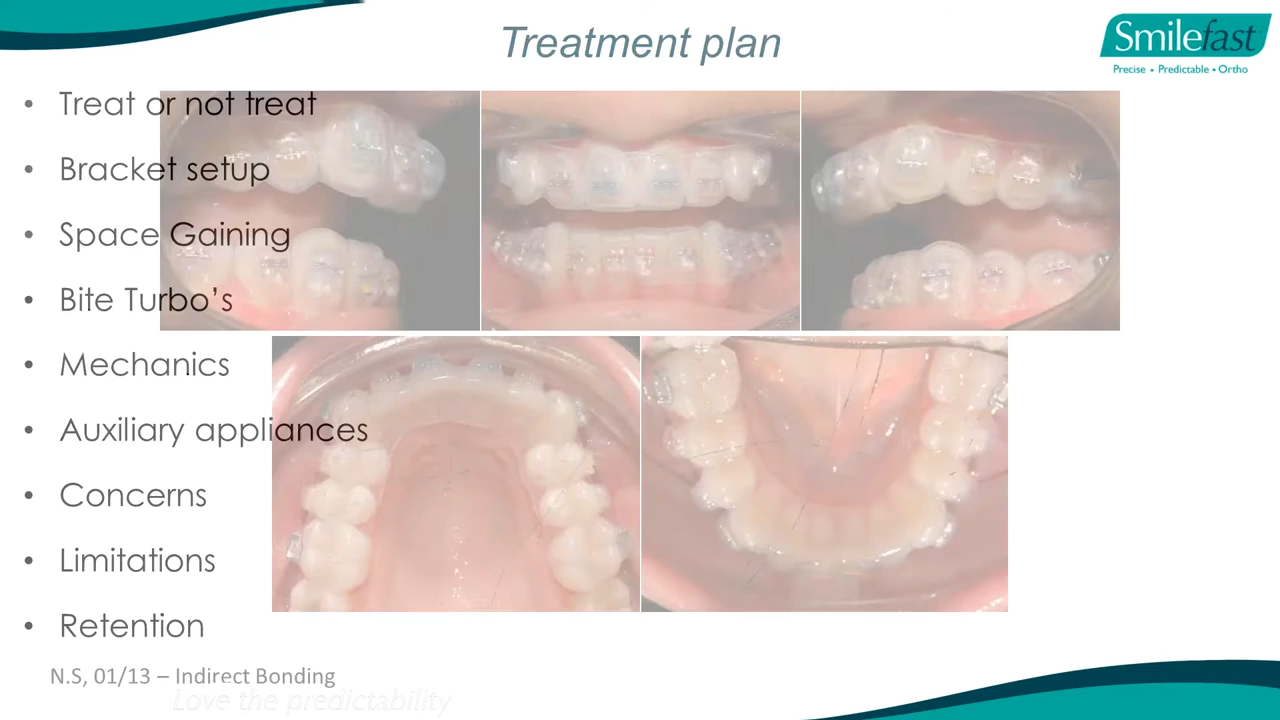 Treatment plan
Smilefast
Precise • Predictable • Ortho
• Treat or not treat
• Bracket setup
• Space Gaining
• Bite Turbo’s
• Mechanics
• Auxiliary appliances
• Concerns
• Limitations
• Retention
N.S, 01/13 – Indirect Bonding
Love the predictability